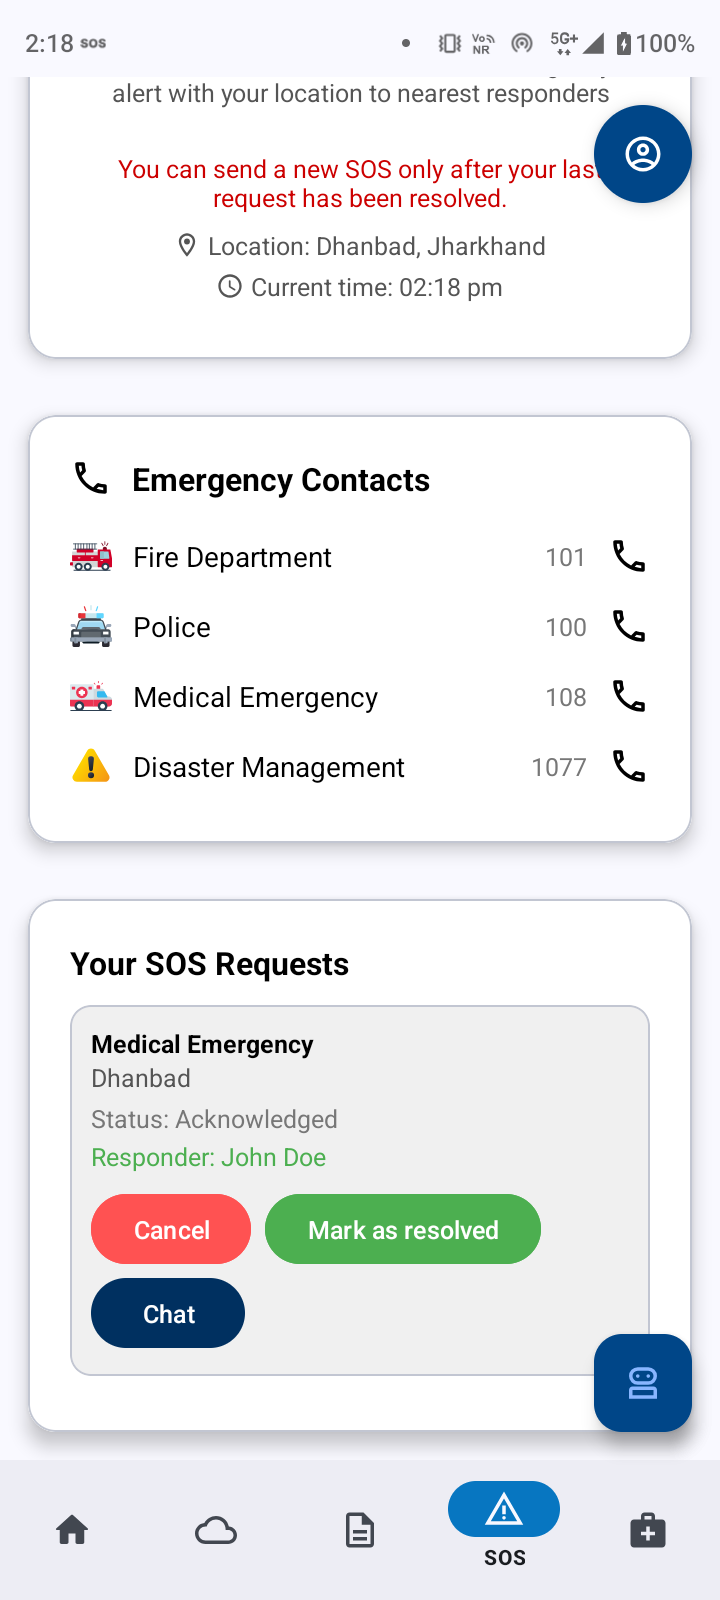 2:18 sos
Vo
NR
5G+
100%
alert with your location to nearest responders
You can send a new SOS only after your last
request has been resolved.
Location: Dhanbad, Jharkhand
Current time: 02:18 pm
Emergency Contacts
Fire Department 101
Police 100
Medical Emergency 108
Disaster Management 1077
Your SOS Requests
Medical Emergency
Dhanbad
Status: Acknowledged
Responder: John Doe
Cancel
Mark as resolved
Chat
SOS